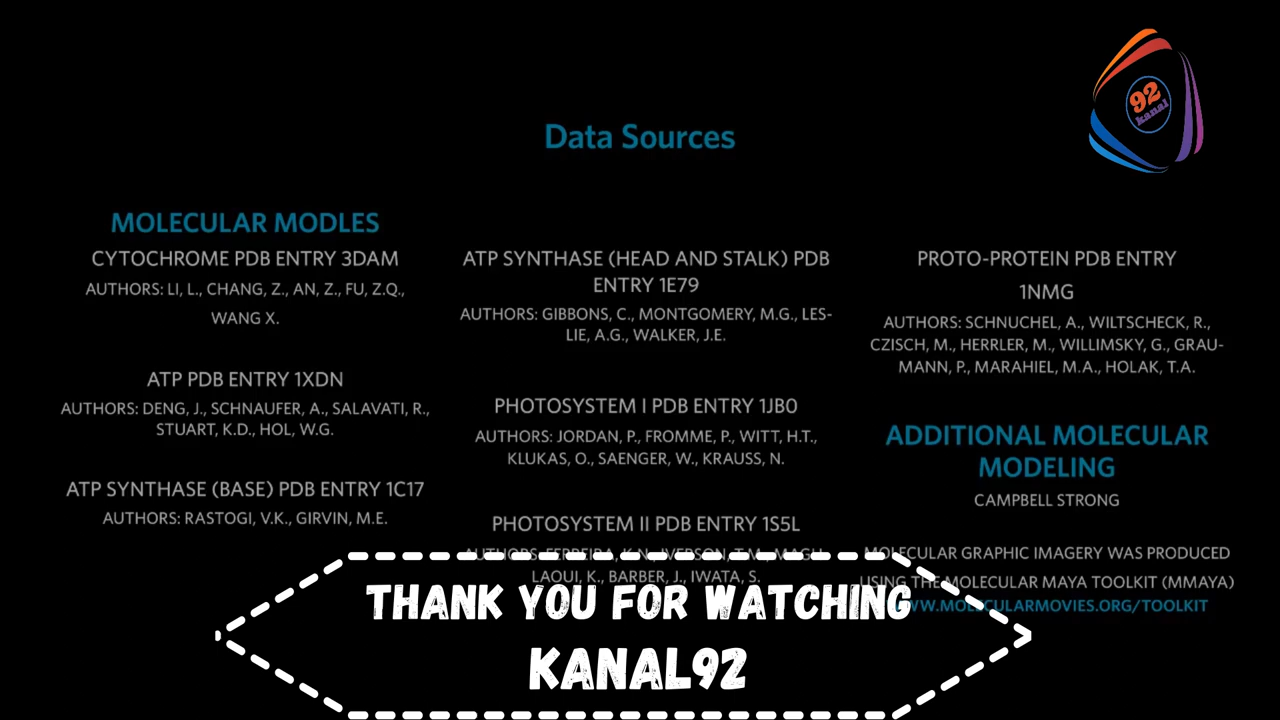 92
kanal
Data Sources
MOLECULAR MODLES
CYTOCHROME PDB ENTRY 3DAM
AUTHORS: LI, L., CHANG, Z., AN, Z., FU, Z.Q.,
WANG X.
ATP PDB ENTRY 1XDN
AUTHORS: DENG, J., SCHNAUFER, A., SALAVATI, R.,
STUART, K.D., HOL, W.G.
ATP SYNTHASE (BASE) PDB ENTRY 1C17
AUTHORS: RASTOGI, V.K., GIRVIN, M.E.
ATP SYNTHASE (HEAD AND STALK) PDB
ENTRY 1E79
AUTHORS: GIBBONS, C., MONTGOMERY, M.G., LES-
LIE, A.G., WALKER, J.E.
PHOTOSYSTEM I PDB ENTRY 1JB0
AUTHORS: JORDAN, P., FROMME, P., WITT, H.T.,
KLUKAS, O., SAENGER, W., KRAUSS, N.
PHOTOSYSTEM II PDB ENTRY 1S5L
AUTHORS: FERREIRA, K.N., IVERSON, T.M., MAGH-
LAOUI, K., BARBER, J., IWATA, S.
PROTO-PROTEIN PDB ENTRY
1NMG
AUTHORS: SCHNUCHEL, A., WILTSCHECK, R.,
CZISCH, M., HERRLER, M., WILLIMSKY, G., GRAU-
MANN, P., MARAHIEL, M.A., HOLAK, T.A.
ADDITIONAL MOLECULAR
MODELING
CAMPBELL STRONG
MOLECULAR GRAPHIC IMAGERY WAS PRODUCED
USING THE MOLECULAR MAYA TOOLKIT (MMAYA)
WWW.MOLECULARMOVIES.ORG/TOOLKIT
THANK YOU FOR WATCHING
KANAL92